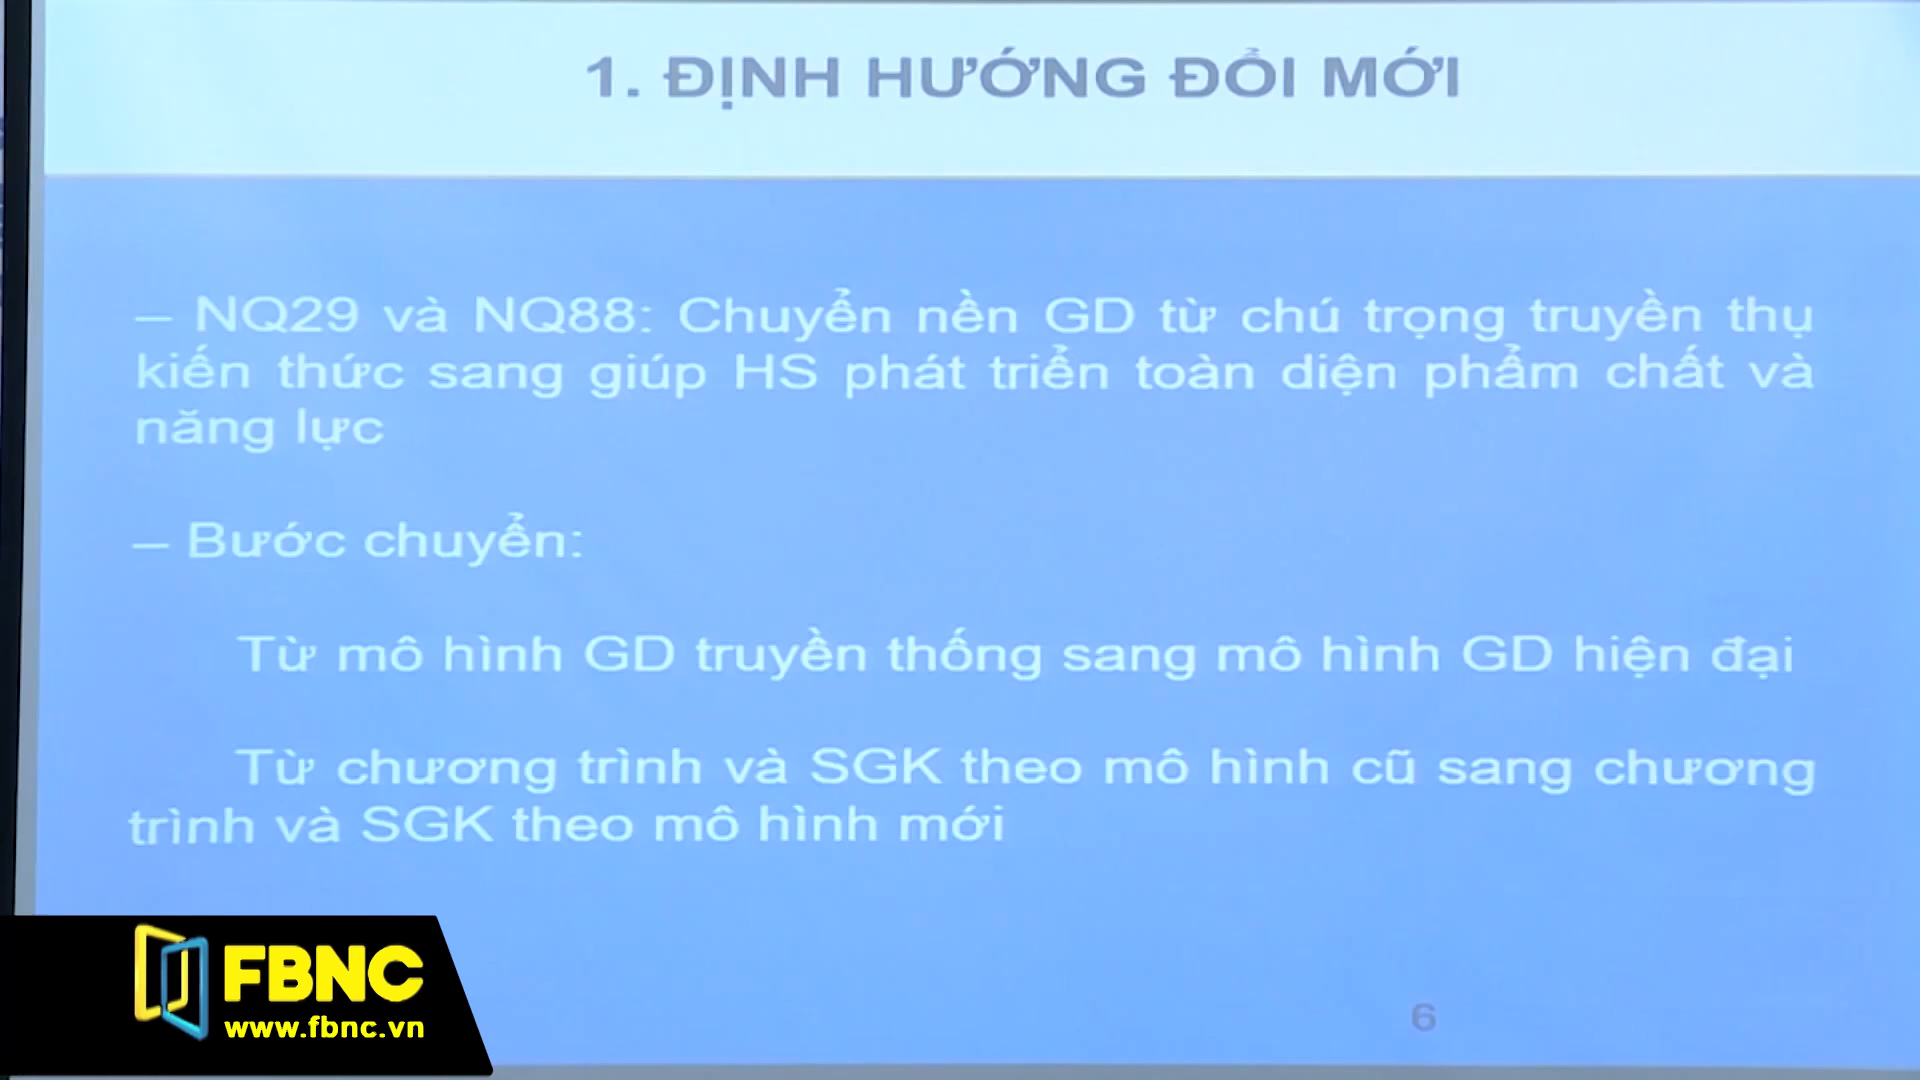 1. ĐỊNH HƯỚNG ĐỔI MỚI
– NQ29 và NQ88: Chuyển nền GD từ chú trọng truyền thụ
kiến thức sang giúp HS phát triển toàn diện phẩm chất và
năng lực
– Bước chuyển:
Từ mô hình GD truyền thống sang mô hình GD hiện đại
Từ chương trình và SGK theo mô hình cũ sang chương
trình và SGK theo mô hình mới
6
FBNC
www.fbnc.vn